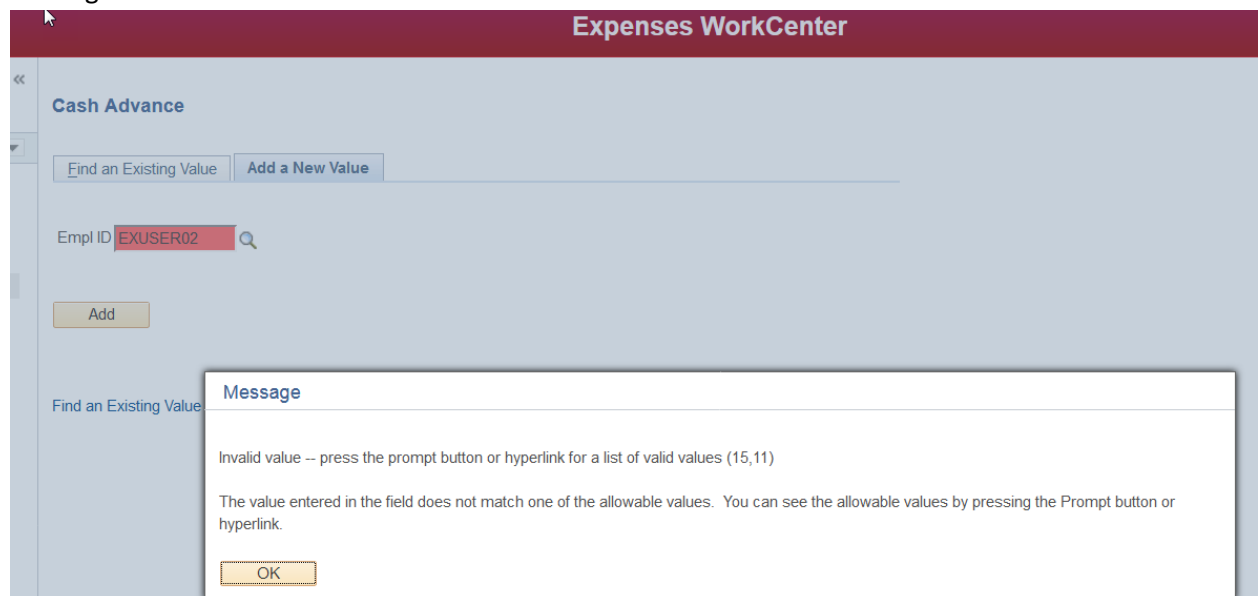 Expenses WorkCenter
«
Cash Advance
Find an Existing Value
Add a New Value
Empl ID EXUSER02
Add
Find an Existing Value
Message
Invalid value -- press the prompt button or hyperlink for a list of valid values (15,11)
The value entered in the field does not match one of the allowable values. You can see the allowable values by pressing the Prompt button or
hyperlink.
OK